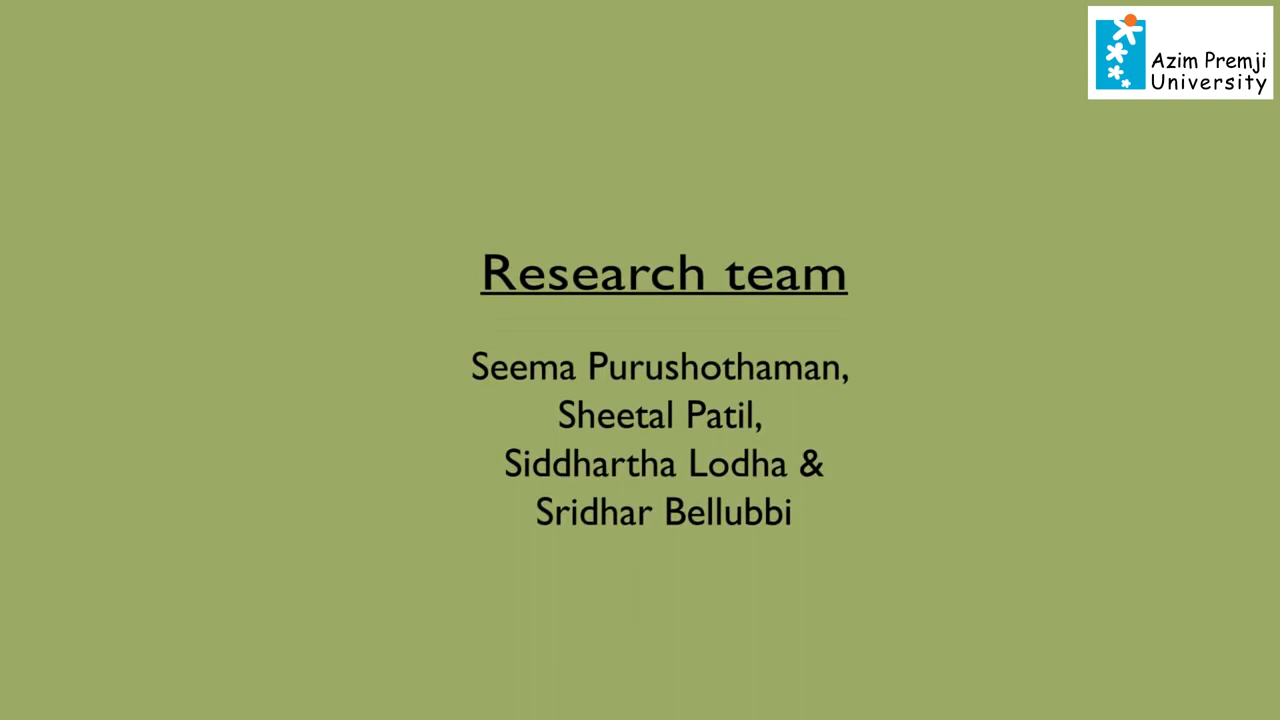 Azim Premji
University
Research team
Seema Purushothaman,
Sheetal Patil,
Siddhartha Lodha &
Sridhar Bellubbi